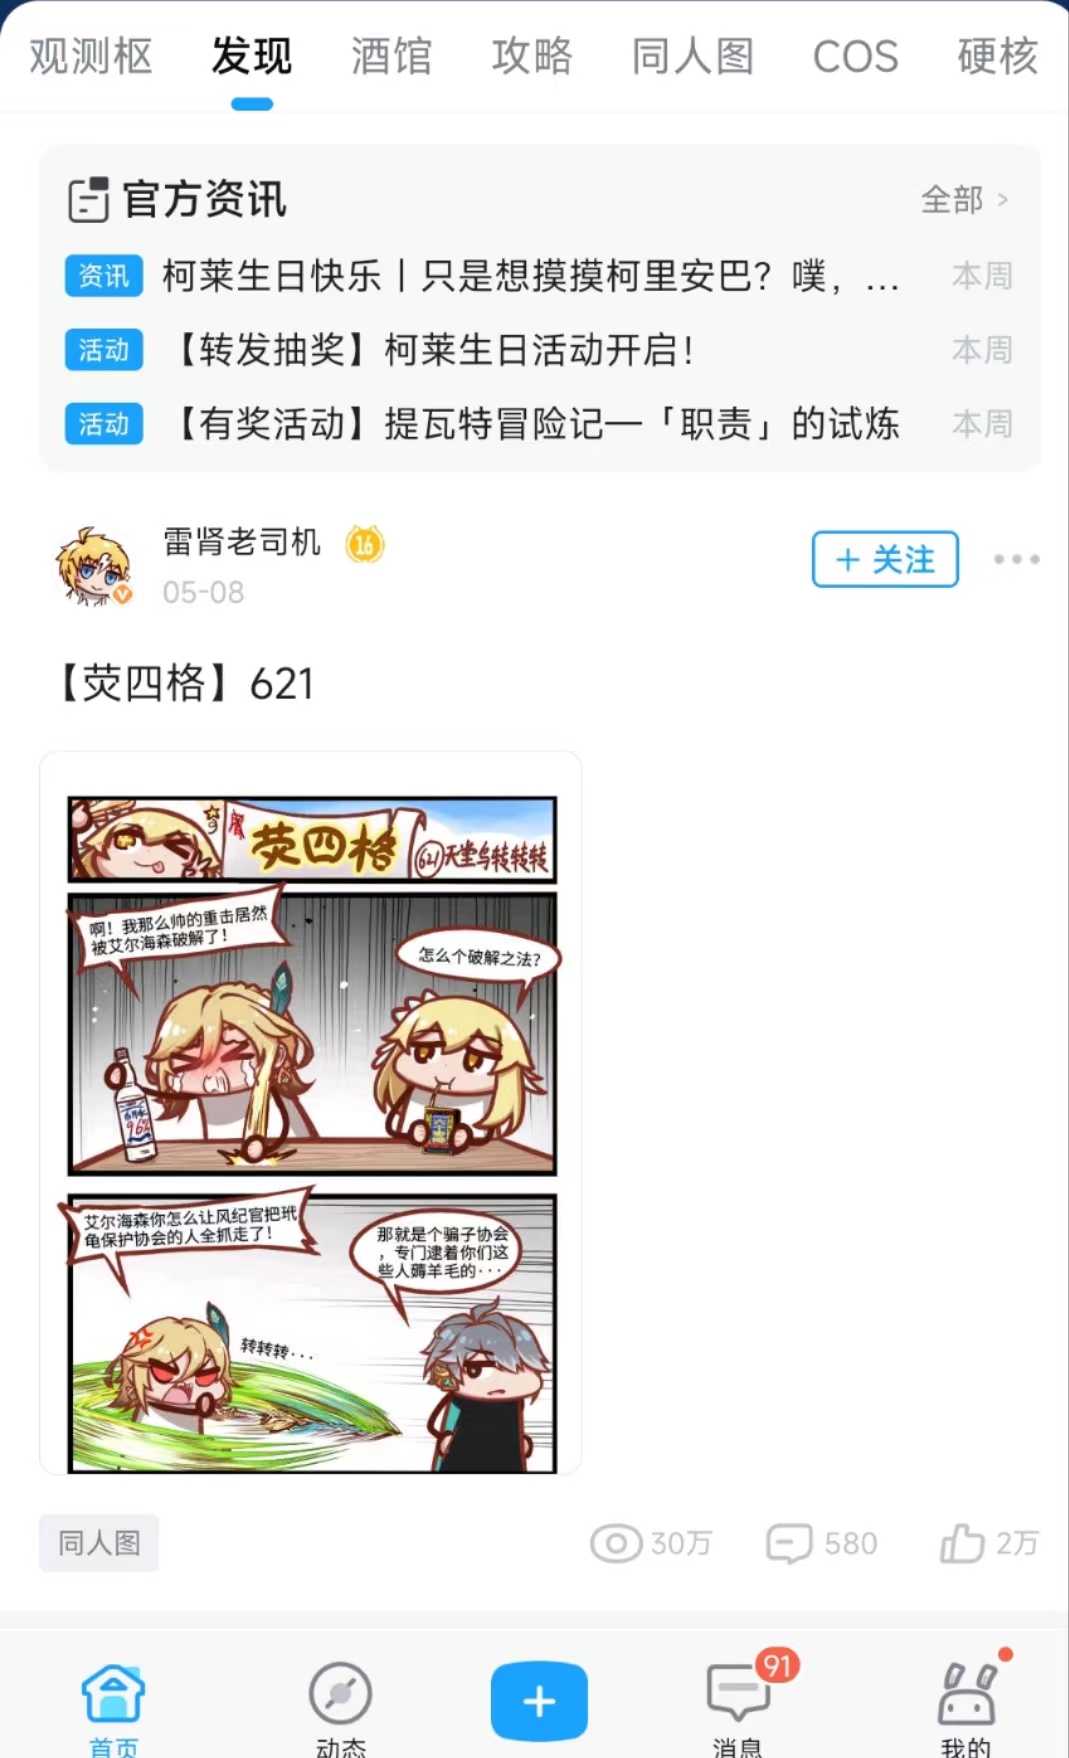 观测枢 发现 酒馆 攻略 同人图 COS 硬核
官方资讯 全部 >
资讯 柯莱生日快乐丨只是想摸摸柯里安巴？噗，... 本周
活动 【转发抽奖】柯莱生日活动开启！ 本周
活动 【有奖活动】提瓦特冒险记—「职责」的试炼 本周
雷肾老司机 16
+ 关注
05-08
【荧四格】621
荧四格
621 天堂鸟转转转
啊！我那么帅的重击居然
被艾尔海森破解了！
怎么个破解之法？
96%
艾尔海森你怎么让风纪官把玳
龟保护协会的人全抓走了！
那就是个骗子协会
，专门逮着你们这
些人薅羊毛的···
转转转···
同人图 30万 580 2万
91
首页 动态 消息 我的